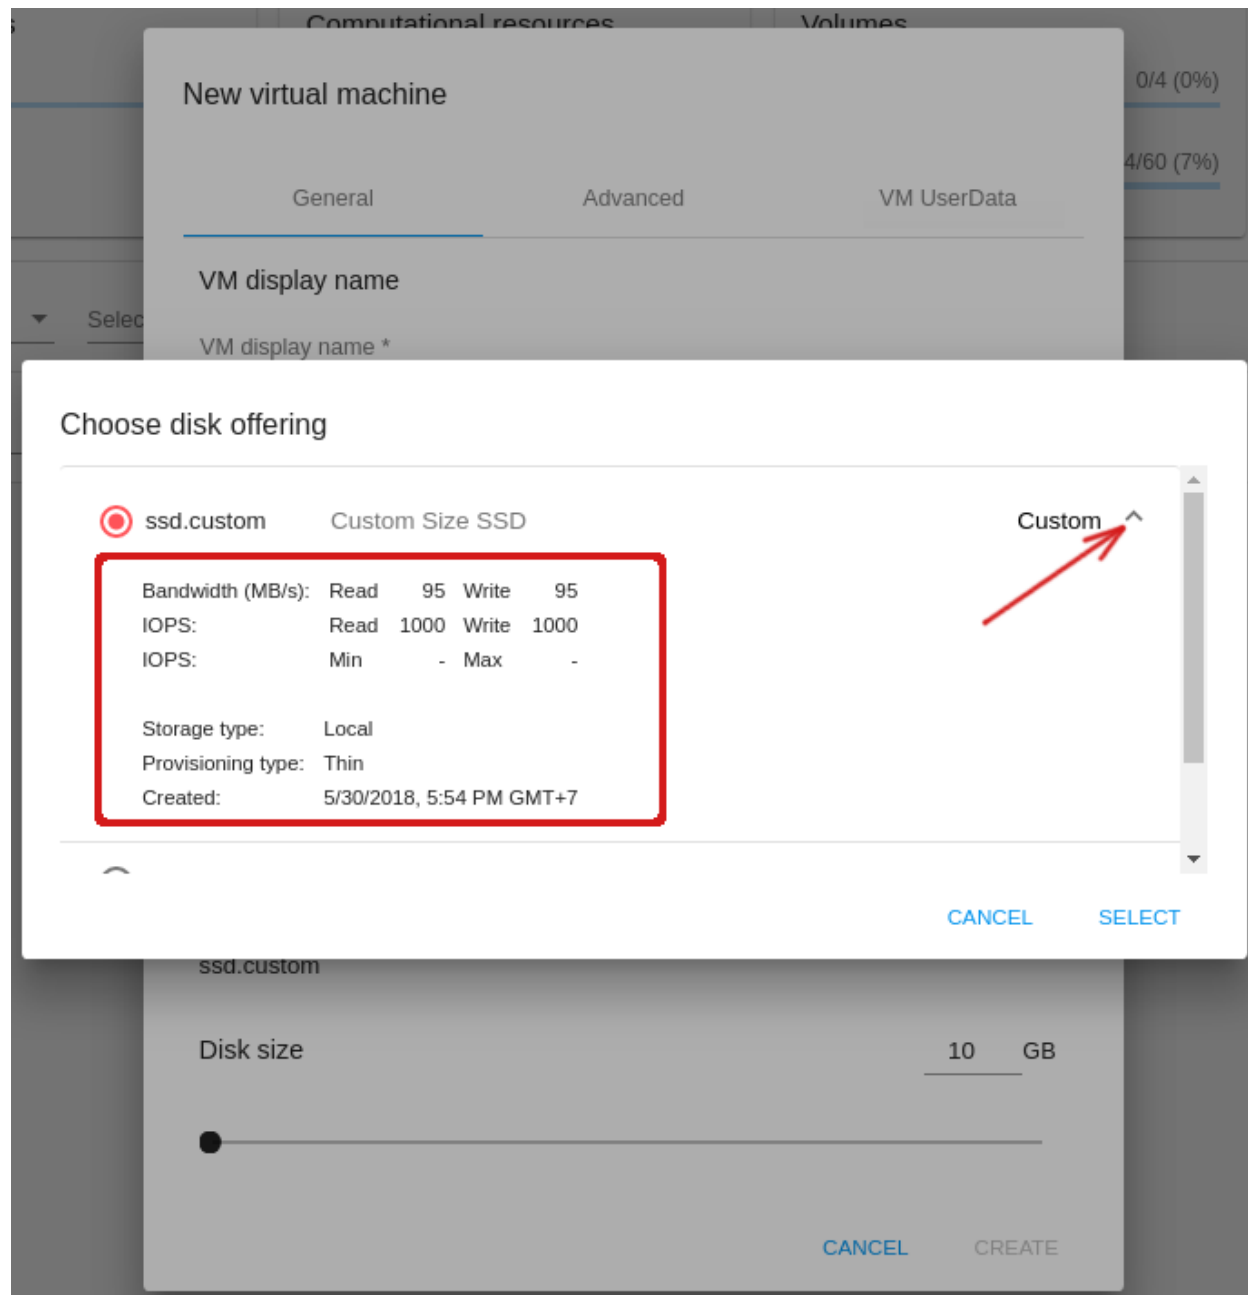 Computational resources
Volumes
0/4 (0%)
New virtual machine
4/60 (7%)
General
Advanced
VM UserData
VM display name
Selec
VM display name *
Choose disk offering
ssd.custom Custom Size SSD Custom
Bandwidth (MB/s): Read 95 Write 95
IOPS: Read 1000 Write 1000
IOPS: Min - Max -
Storage type: Local
Provisioning type: Thin
Created: 5/30/2018, 5:54 PM GMT+7
CANCEL SELECT
ssd.custom
Disk size 10 GB
CANCEL CREATE